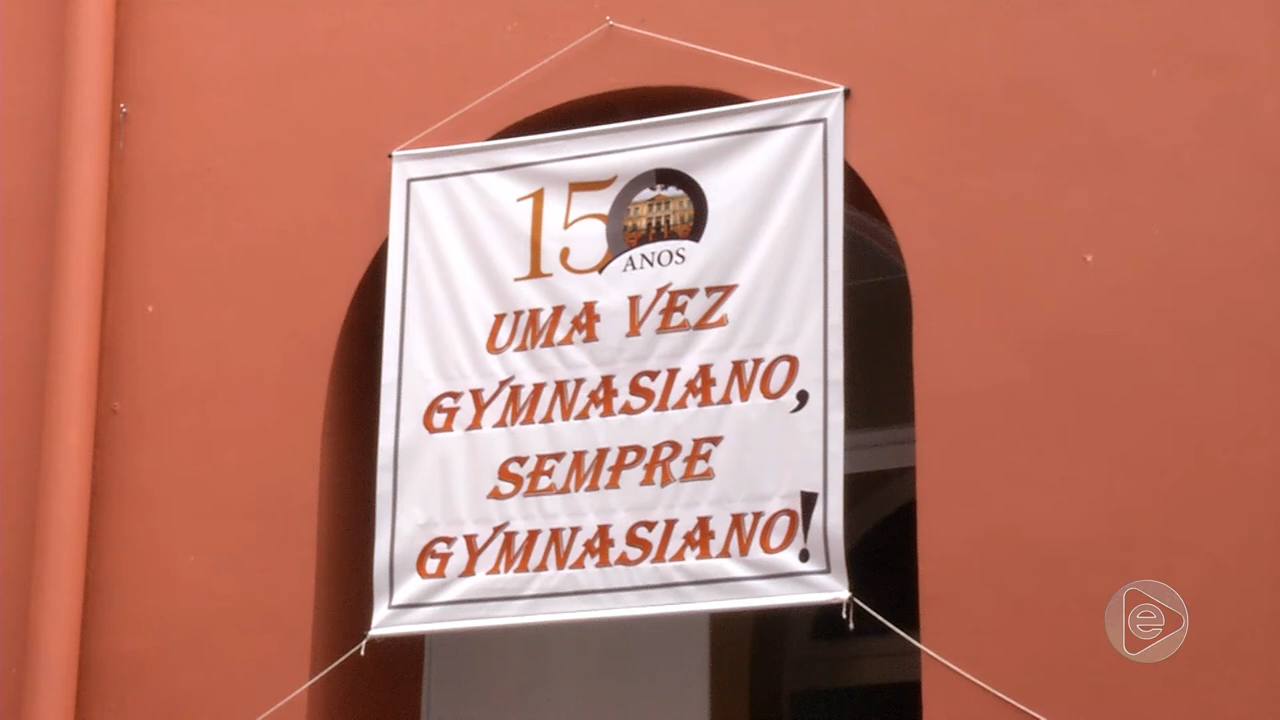 150
ANOS
UMA VEZ
GYMNASIANO,
SEMPRE
GYMNASIANO!
e